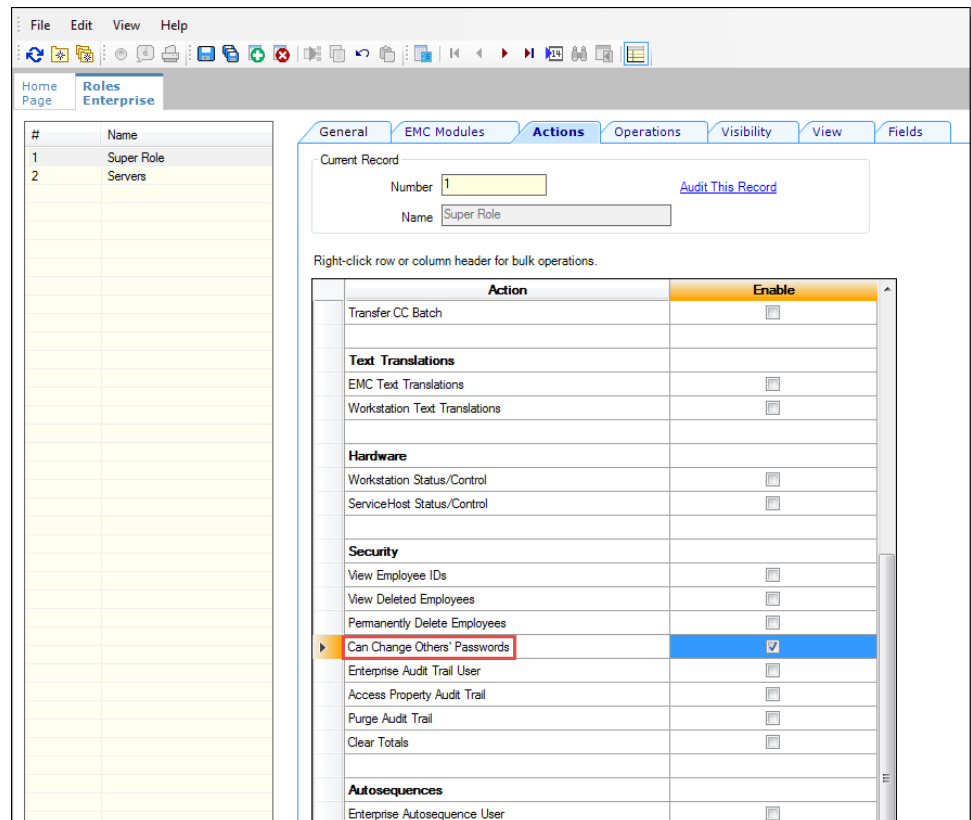 File Edit View Help
Home Page
Roles Enterprise
# Name
1 Super Role
2 Servers
General EMC Modules Actions Operations Visibility View Fields
Current Record
Number 1 Audit This Record
Name Super Role
Right-click row or column header for bulk operations.
Action Enable
Transfer CC Batch
Text Translations
EMC Text Translations
Workstation Text Translations
Hardware
Workstation Status/Control
ServiceHost Status/Control
Security
View Employee IDs
View Deleted Employees
Permanently Delete Employees
Can Change Others' Passwords
Enterprise Audit Trail User
Access Property Audit Trail
Purge Audit Trail
Clear Totals
Autosequences
Enterprise Autosequence User